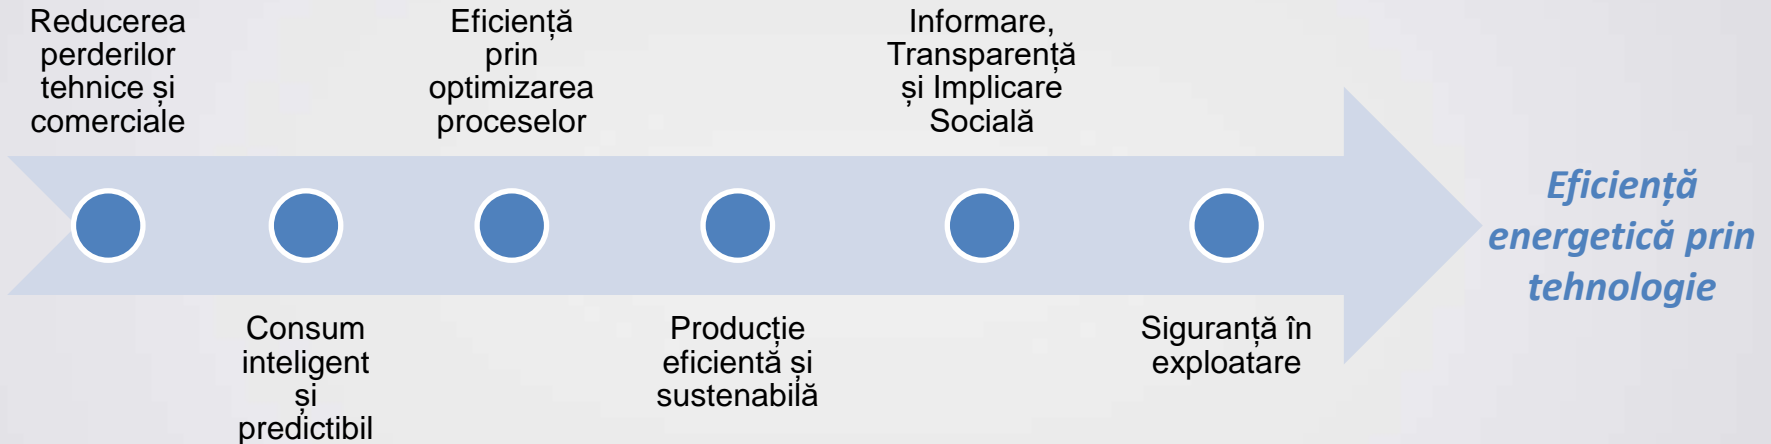 Reducerea
perderilor
tehnice și
comerciale
Consum
inteligent
și
predictibil
Eficiență
prin
optimizarea
proceselor
Producție
eficientă și
sustenabilă
Informare,
Transparență
și Implicare
Socială
Siguranță în
exploatare
Eficiență
energetică prin
tehnologie